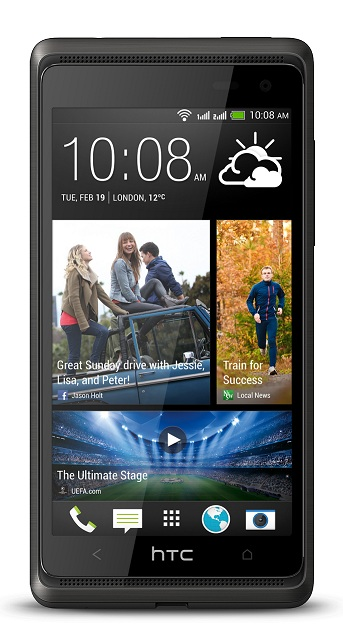 10:08 AM
10:08 AM
TUE, FEB 19 | LONDON, 12°C
Great Sunday drive with Jessie,
Lisa, and Peter!
Jason Holt
Train for
Success
Local News
The Ultimate Stage
UEFA.com
hTC